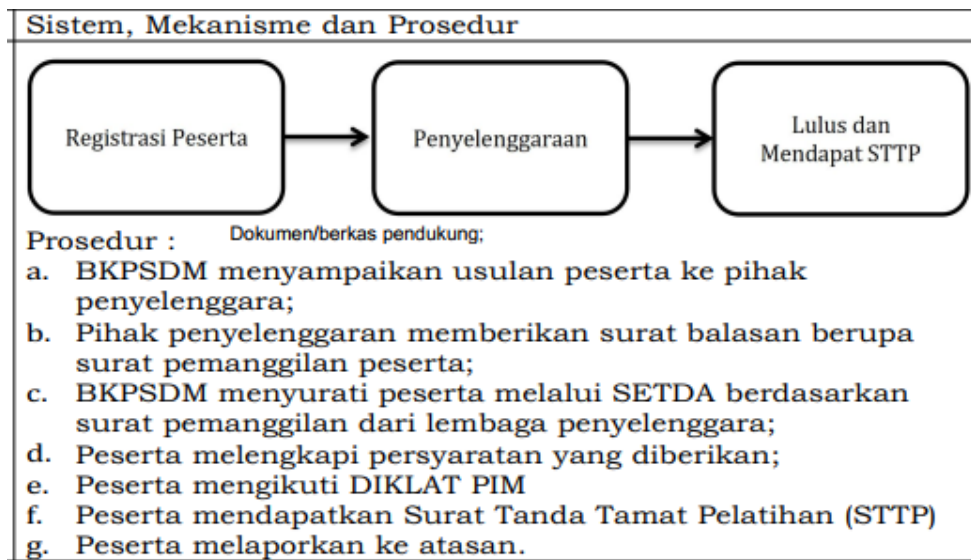 Sistem, Mekanisme dan Prosedur
Registrasi Peserta
Penyelenggaraan
Lulus dan
Mendapat STTP
Prosedur : Dokumen/berkas pendukung;
a. BKPSDM menyampaikan usulan peserta ke pihak
penyelenggara;
b. Pihak penyelenggaran memberikan surat balasan berupa
surat pemanggilan peserta;
c. BKPSDM menyurati peserta melalui SETDA berdasarkan
surat pemanggilan dari lembaga penyelenggara;
d. Peserta melengkapi persyaratan yang diberikan;
e. Peserta mengikuti DIKLAT PIM
f. Peserta mendapatkan Surat Tanda Tamat Pelatihan (STTP)
g. Peserta melaporkan ke atasan.